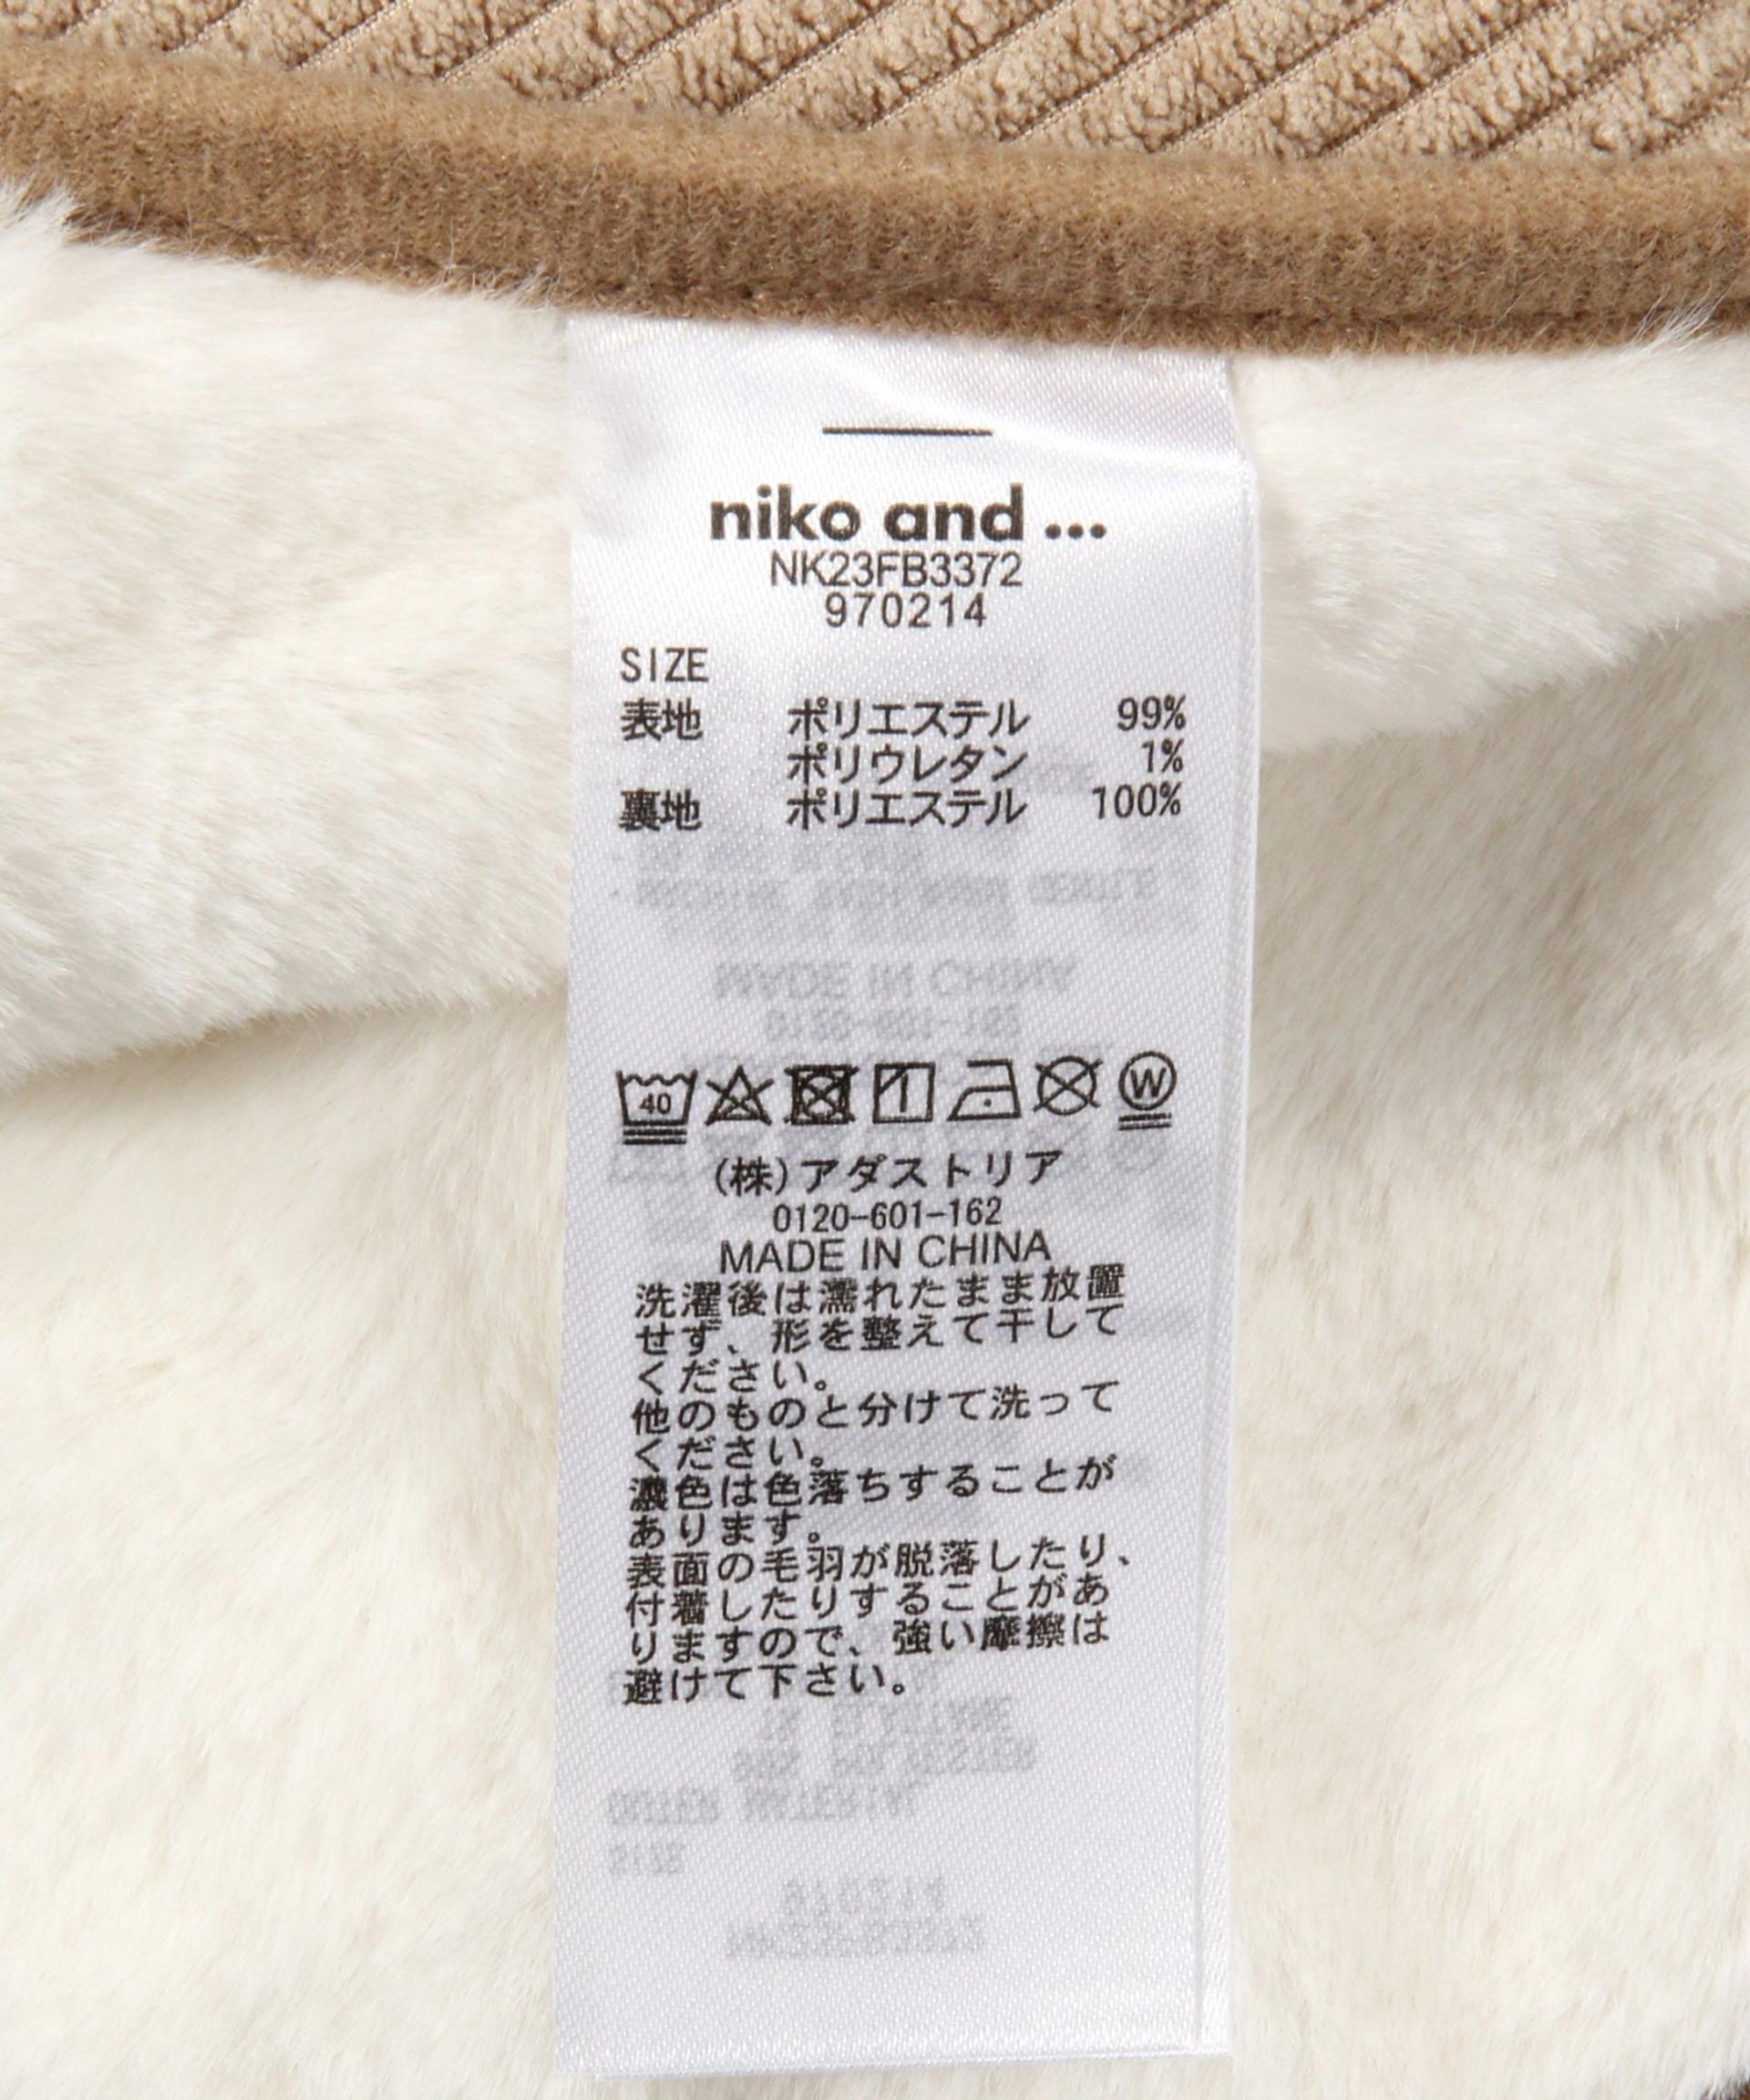 niko and ...
NK23FB3372
970214
SIZE
表地 ポリエステル 99%
ポリウレタン 1%
裏地 ポリエステル 100%
40 W
(株)アダストリア
0120-601-162
MADE IN CHINA
洗濯後は濡れたまま放置
せず、形を整えて干して
ください。
他のものと分けて洗って
ください。
濃色は色落ちすることが
あります。
表面の毛羽が脱落したり、
付着したりすることがあ
りますので、強い摩擦は
避けて下さい。